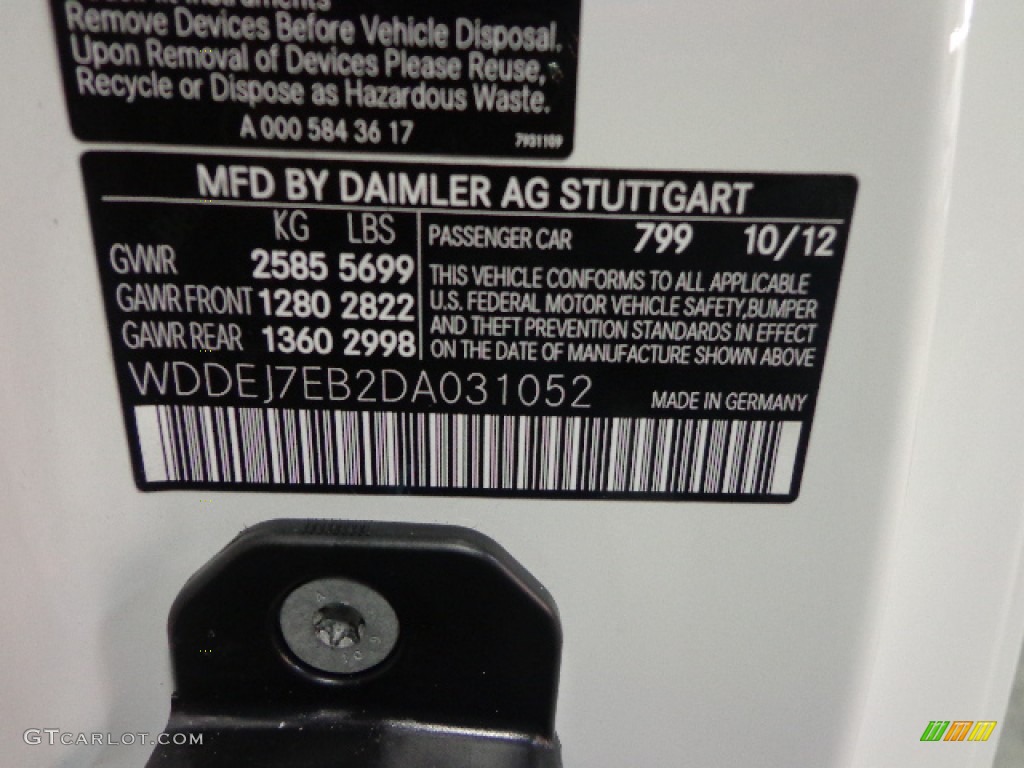 Instruments
Remove Devices Before Vehicle Disposal.
Upon Removal of Devices Please Reuse,
Recycle or Dispose as Hazardous Waste.
A 000 584 36 17
7931109
MFD BY DAIMLER AG STUTTGART
KG LBS
GVWR 2585 5699
GAWR FRONT 1280 2822
GAWR REAR 1360 2998
PASSENGER CAR 799 10/12
THIS VEHICLE CONFORMS TO ALL APPLICABLE
U.S. FEDERAL MOTOR VEHICLE SAFETY,BUMPER
AND THEFT PREVENTION STANDARDS IN EFFECT
ON THE DATE OF MANUFACTURE SHOWN ABOVE
WDDEJ7EB2DA031052
MADE IN GERMANY
GTCARLOT.COM